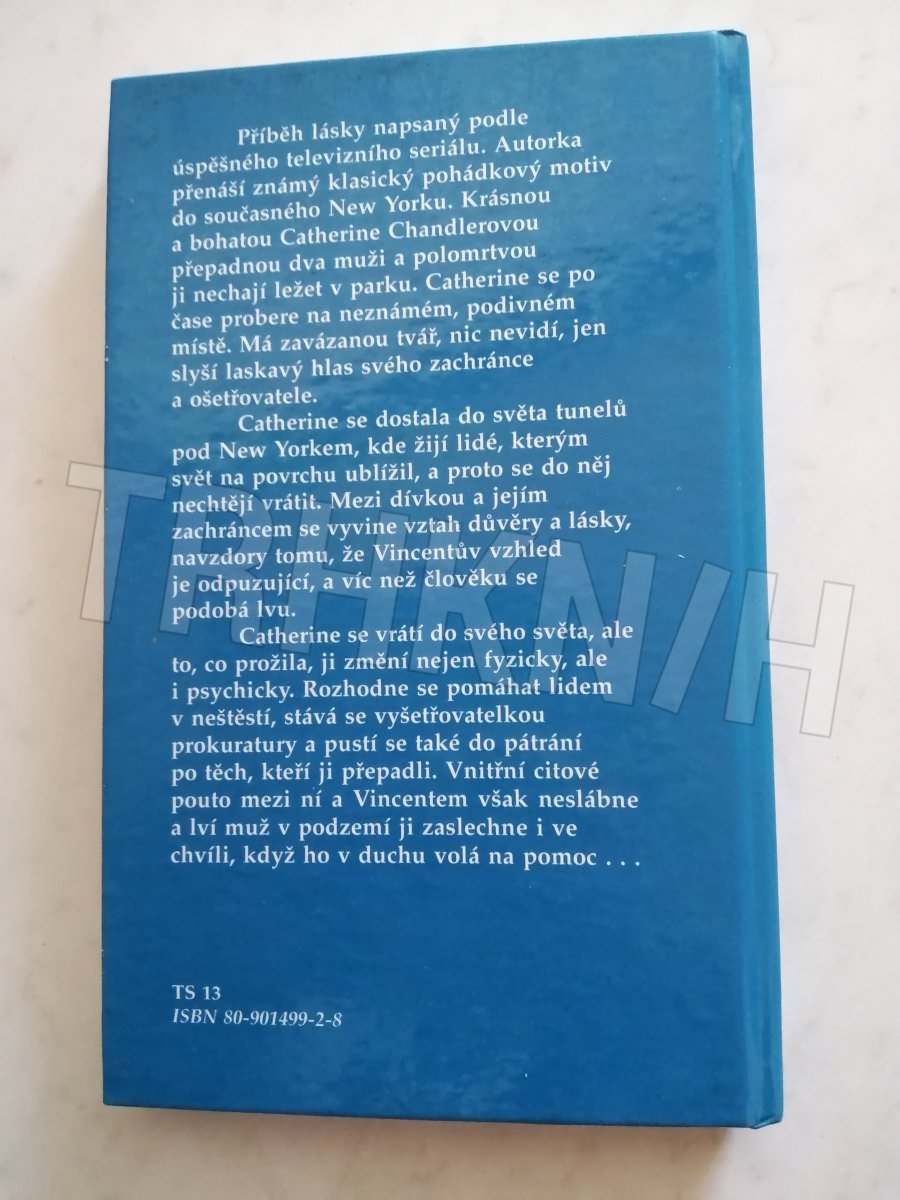 Příběh lásky napsaný podle
úspěšného televizního seriálu. Autorka
přenáší známý klasický pohádkový motiv
do současného New Yorku. Krásnou
a bohatou Catherine Chandlerovou
přepadnou dva muži a polomrtvou
ji nechají ležet v parku. Catherine se po
čase probere na neznámém, podivném
místě. Má zavázanou tvář, nic nevidí, jen
slyší laskavý hlas svého zachránce
a ošetřovatele.
Catherine se dostala do světa tunelů
pod New Yorkem, kde žijí lidé, kterým
svět na povrchu ublížil, a proto se do něj
nechtějí vrátit. Mezi dívkou a jejím
zachráncem se vyvine vztah důvěry a lásky,
navzdory tomu, že Vincentův vzhled
je odpuzující, a víc než člověku se
podobá lvu.
Catherine se vrátí do svého světa, ale
to, co prožila, ji změní nejen fyzicky, ale
i psychicky. Rozhodne se pomáhat lidem
v neštěstí, stává se vyšetřovatelkou
prokuratury a pustí se také do pátrání
po těch, kteří ji přepadli. Vnitřní citové
pouto mezi ní a Vincentem však neslábne
a lví muž v podzemí ji zaslechne i ve
chvíli, když ho v duchu volá na pomoc . . .
TS 13
ISBN 80-901499-2-8
TRHKNIH